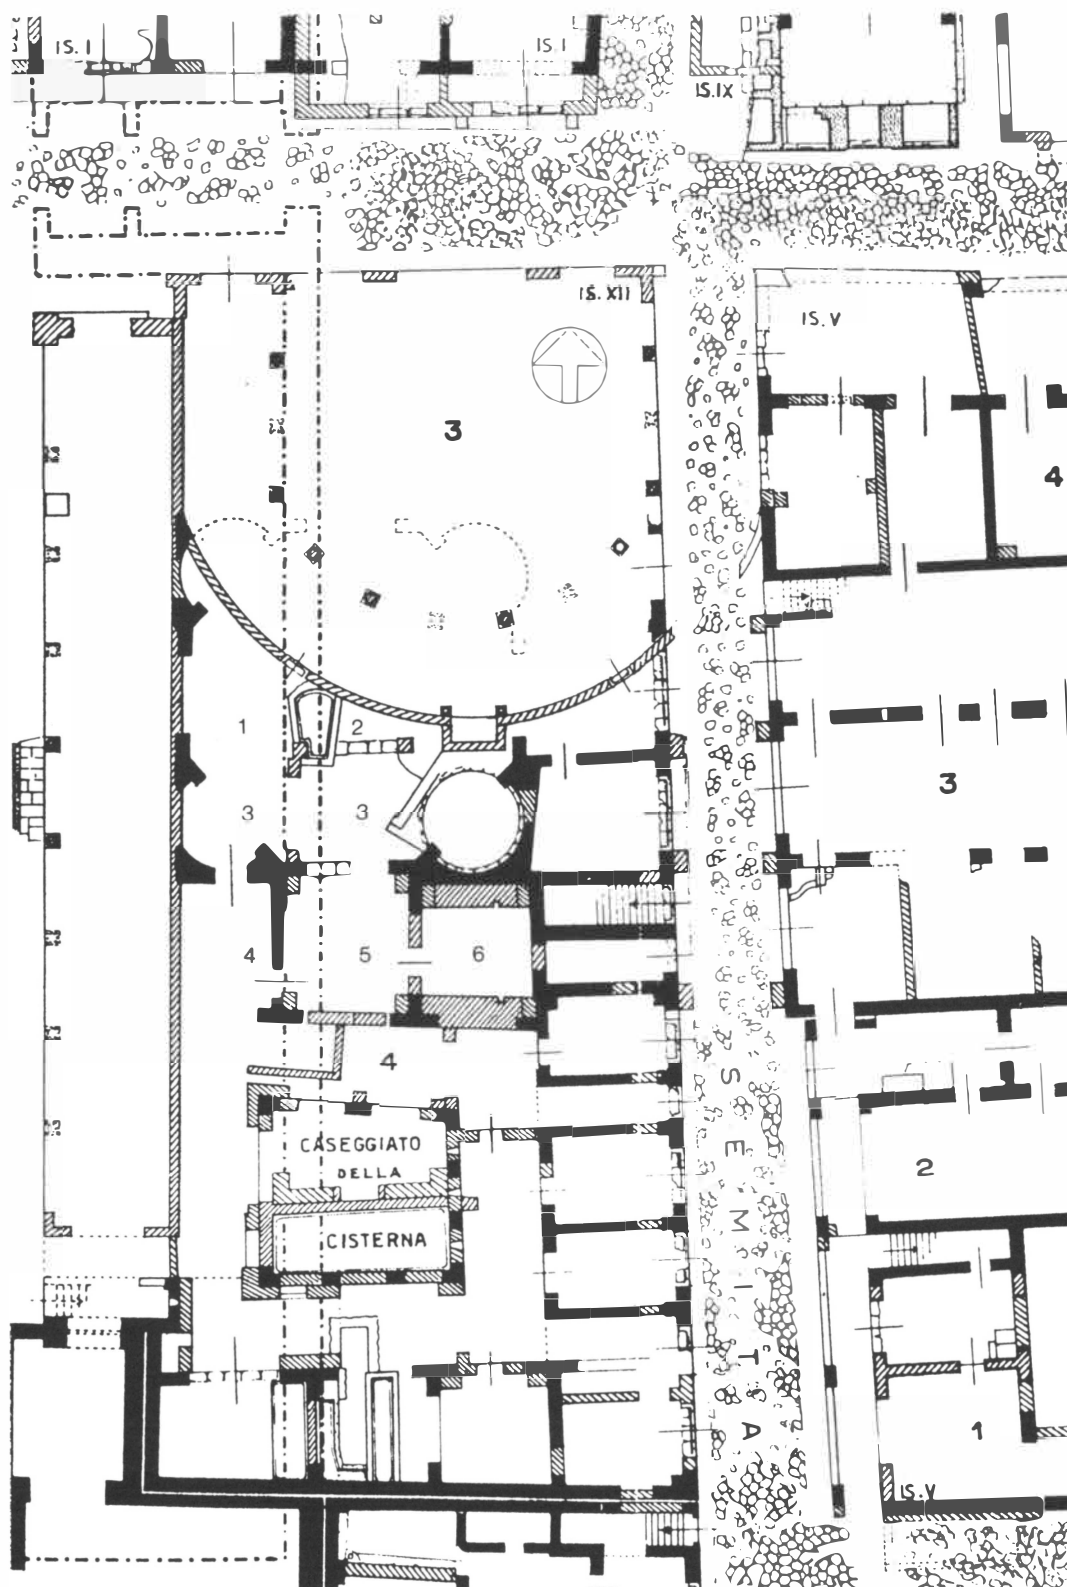 IS. I
IS. I
IS. IX
IS. XII
IS. V
3
4
1
2
3
3
3
4
5
6
4
CASEGGIATO
DELLA
CISTERNA
SEMITA
2
1
IS. V